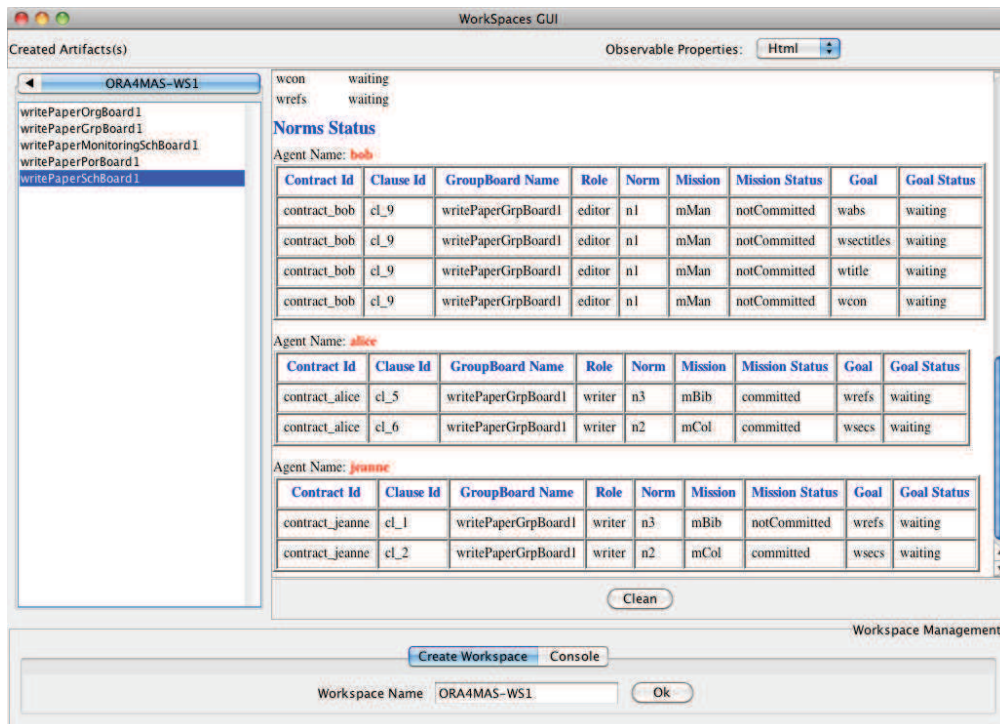 WorkSpaces GUI
Created Artifacts(s)
Observable Properties: Html
ORA4MAS-WS1
writePaperOrgBoard1
writePaperGrpBoard1
writePaperMonitoringSchBoard1
writePaperPorBoard1
writePaperSchBoard1
wcon waiting
wrefs waiting
Norms Status
Agent Name: bob
Contract Id Clause Id GroupBoard Name Role Norm Mission Mission Status Goal Goal Status
contract_bob cl_9 writePaperGrpBoard1 editor n1 mMan notCommitted wabs waiting
contract_bob cl_9 writePaperGrpBoard1 editor n1 mMan notCommitted wsectitles waiting
contract_bob cl_9 writePaperGrpBoard1 editor n1 mMan notCommitted wtitle waiting
contract_bob cl_9 writePaperGrpBoard1 editor n1 mMan notCommitted wcon waiting
Agent Name: alice
Contract Id Clause Id GroupBoard Name Role Norm Mission Mission Status Goal Goal Status
contract_alice cl_5 writePaperGrpBoard1 writer n3 mBib committed wrefs waiting
contract_alice cl_6 writePaperGrpBoard1 writer n2 mCol committed wsecs waiting
Agent Name: jeanne
Contract Id Clause Id GroupBoard Name Role Norm Mission Mission Status Goal Goal Status
contract_jeanne cl_1 writePaperGrpBoard1 writer n3 mBib notCommitted wrefs waiting
contract_jeanne cl_2 writePaperGrpBoard1 writer n2 mCol committed wsecs waiting
Clean
Workspace Management
Create Workspace Console
Workspace Name ORA4MAS-WS1 Ok